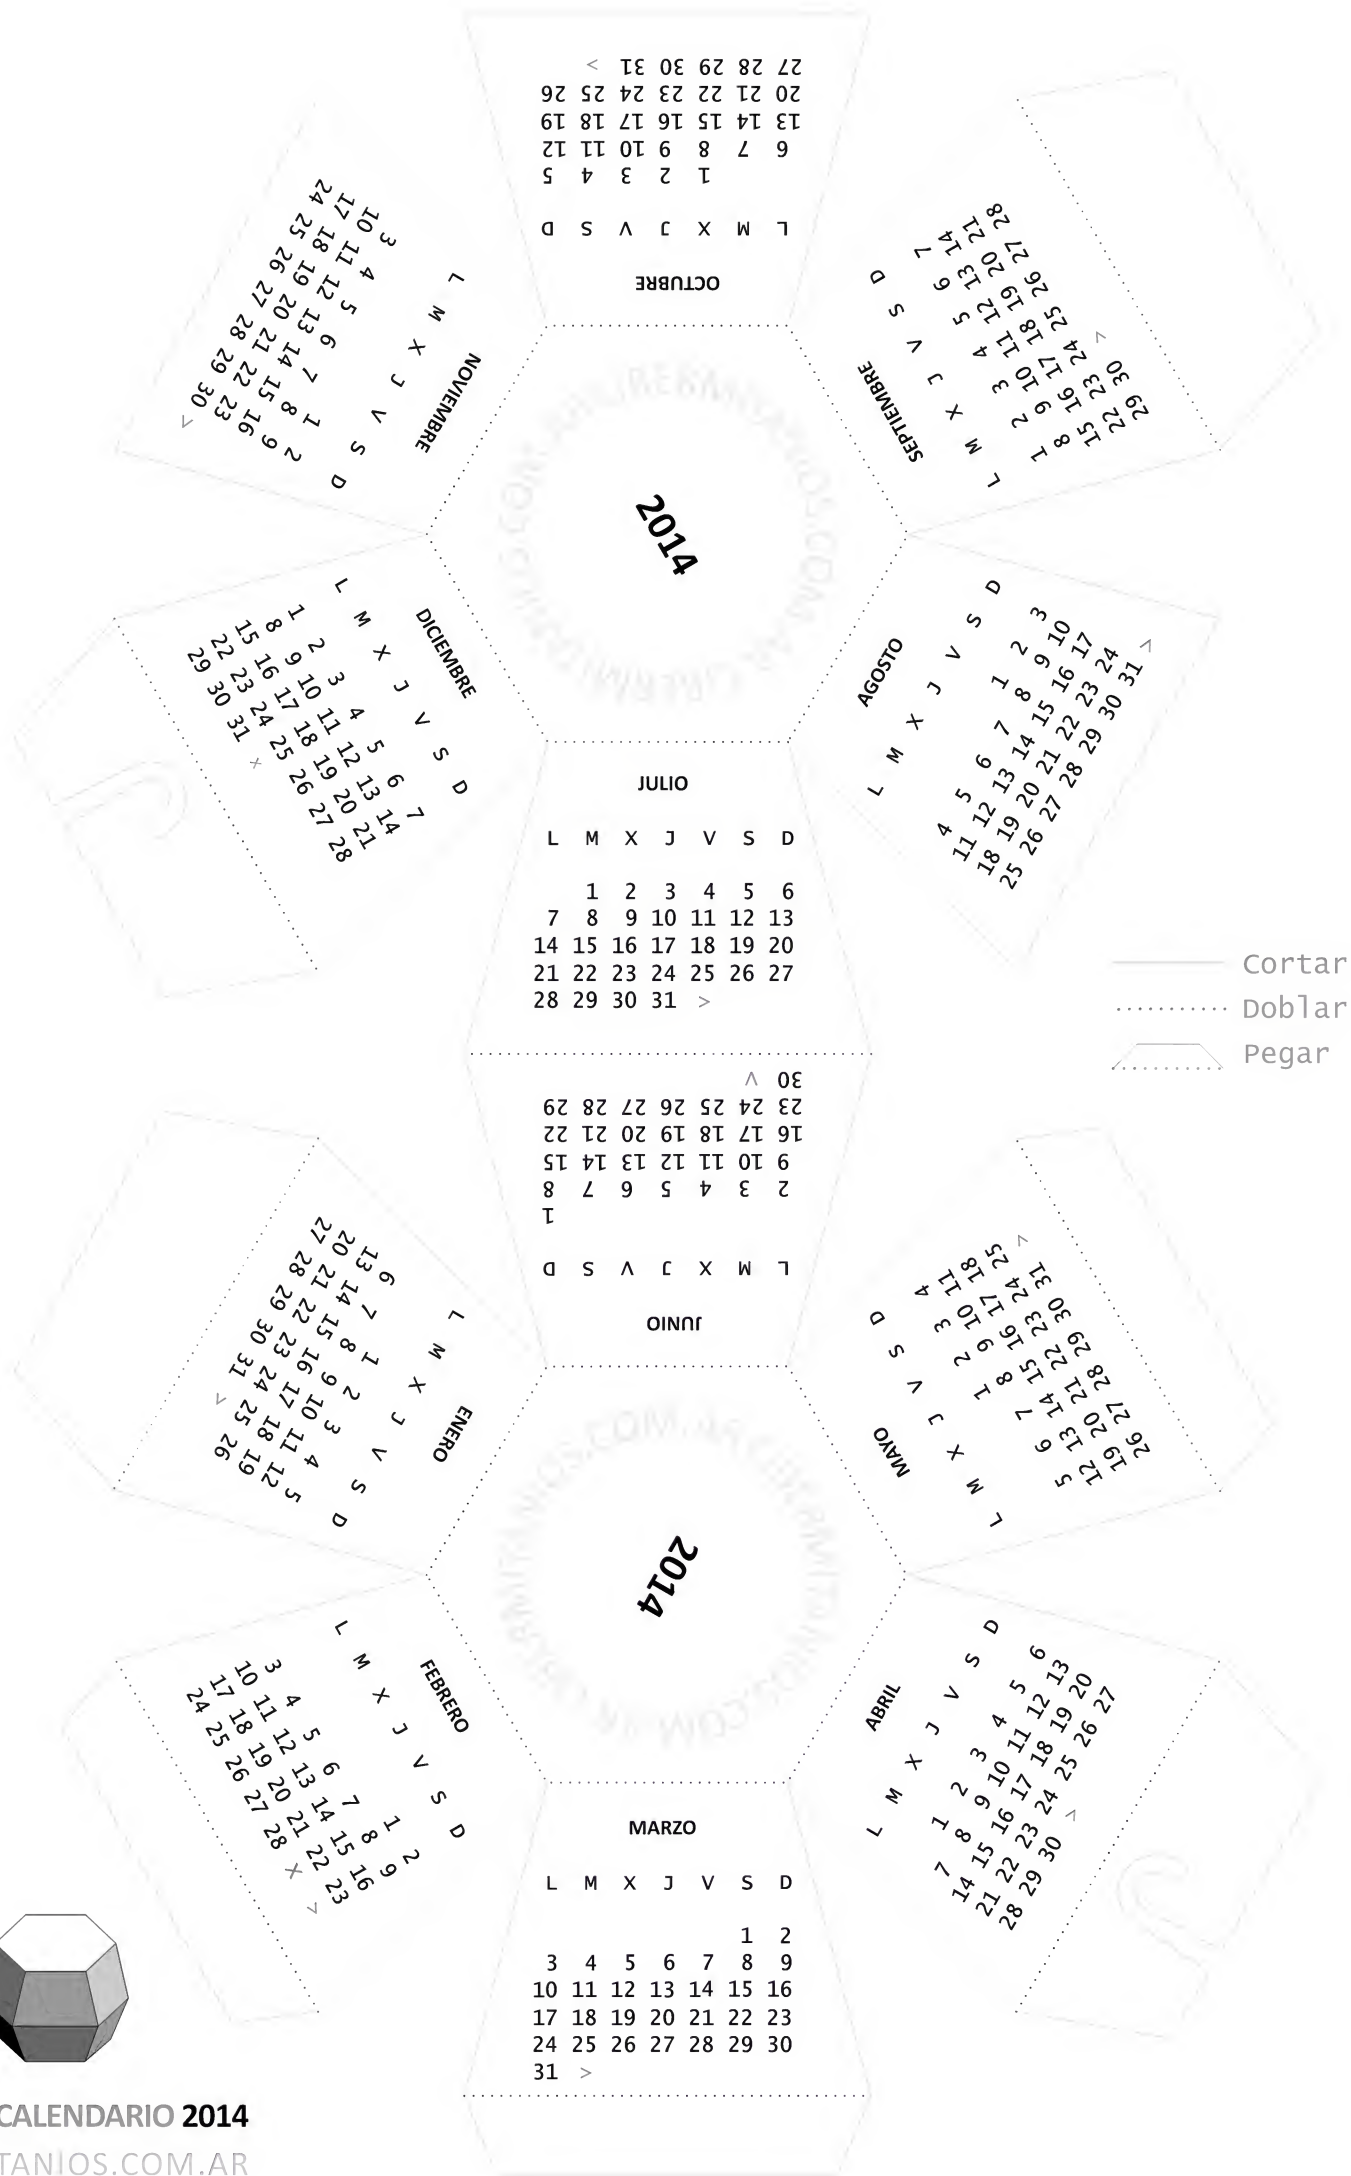 OCTUBRE
L M X J V S D
1 2 3 4 5
6 7 8 9 10 11 12
13 14 15 16 17 18 19
20 21 22 23 24 25 26
27 28 29 30 31 >
NOVIEMBRE
L M X J V S D
1 2
3 4 5 6 7 8 9
10 11 12 13 14 15 16
17 18 19 20 21 22 23
24 25 26 27 28 29 30 >
SEPTIEMBRE
L M X J V S D
1 2 3 4 5 6 7
8 9 10 11 12 13 14
15 16 17 18 19 20 21
22 23 24 25 26 27 28
29 30 >
2014
DICIEMBRE
L M X J V S D
1 2 3 4 5 6 7
8 9 10 11 12 13 14
15 16 17 18 19 20 21
22 23 24 25 26 27 28
29 30 31 x
AGOSTO
L M X J V S D
1 2 3
4 5 6 7 8 9 10
11 12 13 14 15 16 17
18 19 20 21 22 23 24
25 26 27 28 29 30 31 >
JULIO
L M X J V S D
1 2 3 4 5 6
7 8 9 10 11 12 13
14 15 16 17 18 19 20
21 22 23 24 25 26 27
28 29 30 31 >
Cortar
Doblar
Pegar
JUNIO
L M X J V S D
1
2 3 4 5 6 7 8
9 10 11 12 13 14 15
16 17 18 19 20 21 22
23 24 25 26 27 28 29
30 >
ENERO
L M X J V S D
1 2 3 4 5
6 7 8 9 10 11 12
13 14 15 16 17 18 19
20 21 22 23 24 25 26
27 28 29 30 31 >
MAYO
L M X J V S D
1 2 3 4
5 6 7 8 9 10 11
12 13 14 15 16 17 18
19 20 21 22 23 24 25
26 27 28 29 30 31 >
2014
FEBRERO
L M X J V S D
1 2
3 4 5 6 7 8 9
10 11 12 13 14 15 16
17 18 19 20 21 22 23
24 25 26 27 28 X >
ABRIL
L M X J V S D
1 2 3 4 5 6
7 8 9 10 11 12 13
14 15 16 17 18 19 20
21 22 23 24 25 26 27
28 29 30 >
MARZO
L M X J V S D
1 2
3 4 5 6 7 8 9
10 11 12 13 14 15 16
17 18 19 20 21 22 23
24 25 26 27 28 29 30
31 >
CALENDARIO 2014
TANIOS.COM.AR